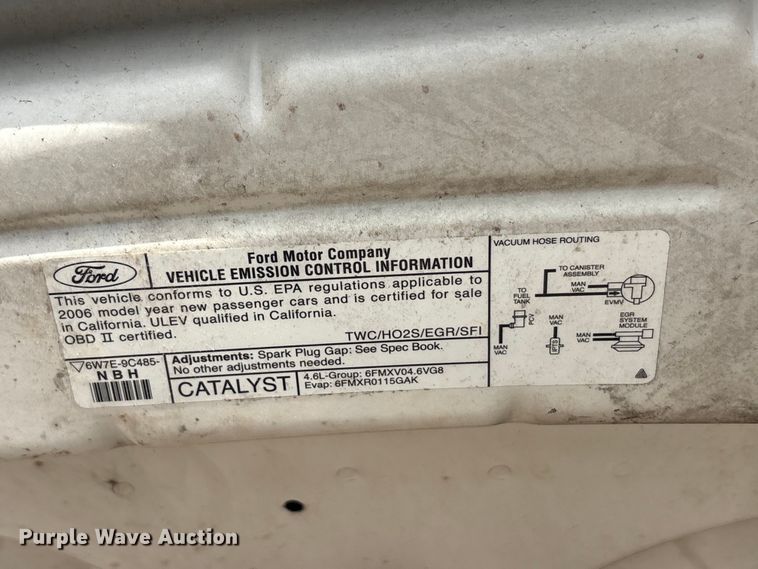 Ford
Ford Motor Company
VEHICLE EMISSION CONTROL INFORMATION
This vehicle conforms to U.S. EPA regulations applicable to
2006 model year new passenger cars and is certified for sale
in California. ULEV qualified in California.
OBD II certified.
TWC/HO2S/EGR/SFI
6W7E-9C485-
NBH
Adjustments: Spark Plug Gap: See Spec Book.
No other adjustments needed.
CATALYST
4.6L-Group: 6FMXV04.6VG8
Evap: 6FMXR0115GAK
VACUUM HOSE ROUTING
TO CANISTER
ASSEMBLY
TO
FUEL
TANK
MAN
VAC
EVMV
PCV
MAN
VAC
IPTS
MAN
VAC
EGR
SYSTEM
MODULE
MAN
VAC
Purple Wave Auction